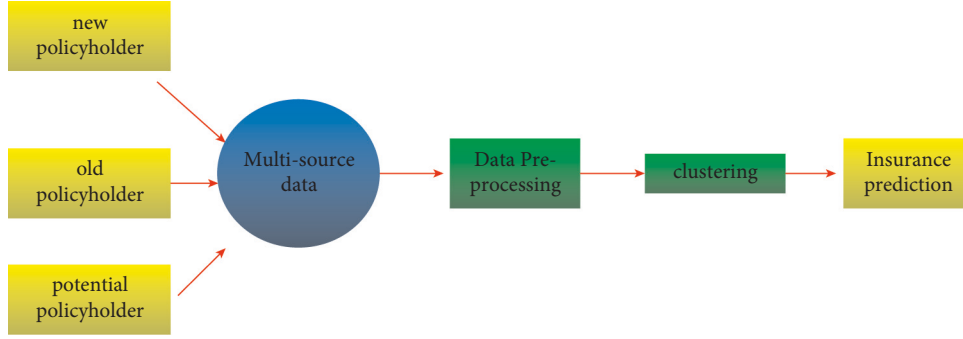 new
policyholder
old
policyholder
potential
policyholder
Multi-source
data
Data Pre-
processing
clustering
Insurance
prediction